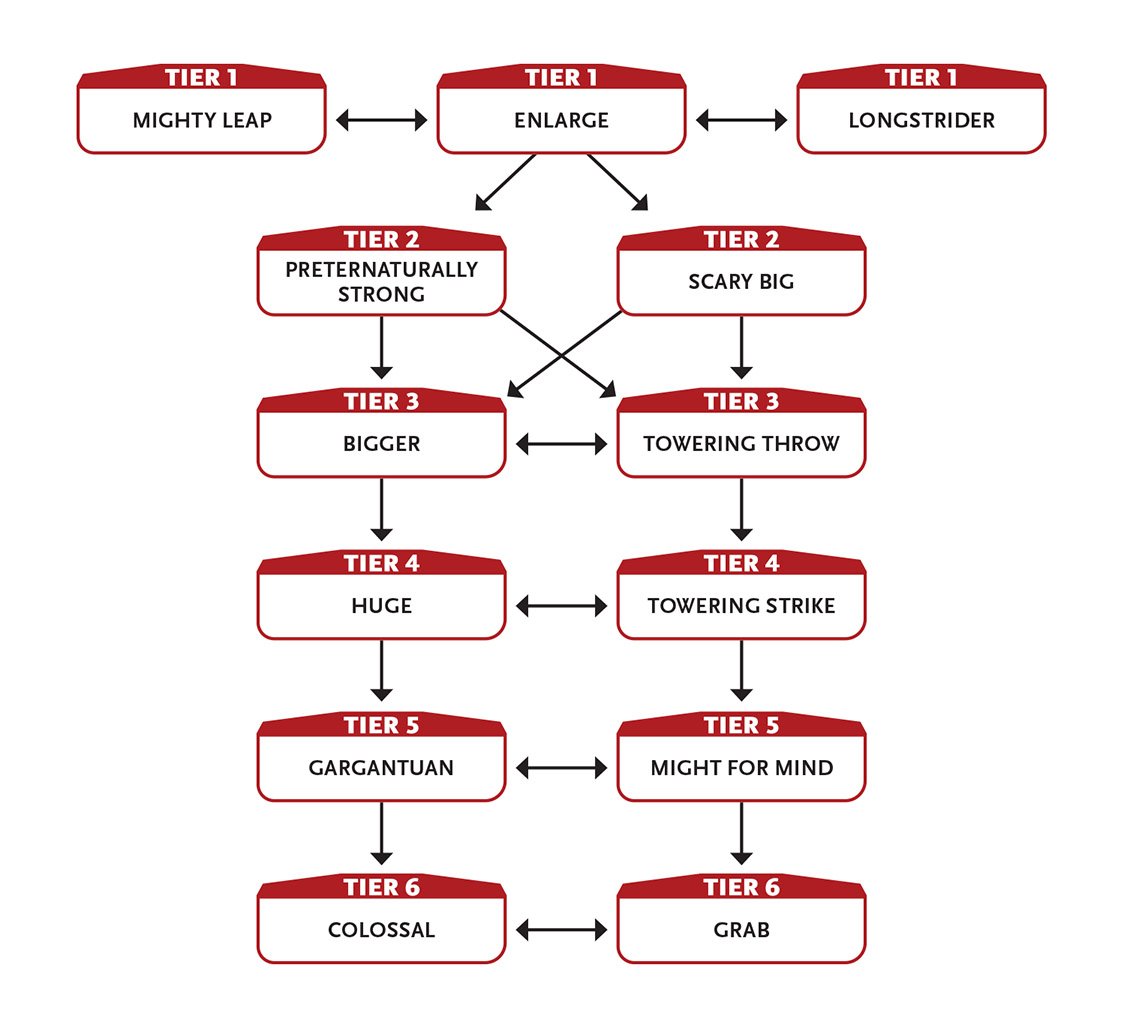 TIER 1
MIGHTY LEAP
TIER 1
ENLARGE
TIER 1
LONGSTRIDER
TIER 2
PRETERNATURALLY
STRONG
TIER 2
SCARY BIG
TIER 3
BIGGER
TIER 3
TOWERING THROW
TIER 4
HUGE
TIER 4
TOWERING STRIKE
TIER 5
GARGANTUAN
TIER 5
MIGHT FOR MIND
TIER 6
COLOSSAL
TIER 6
GRAB